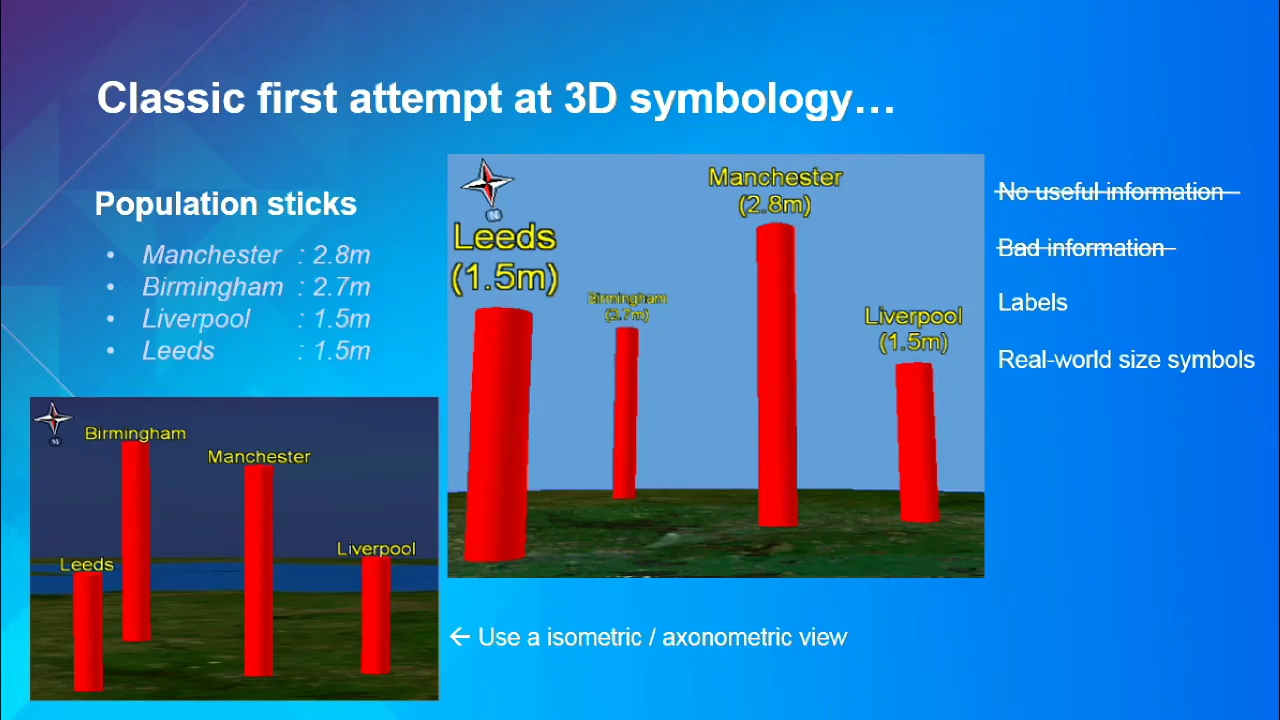 Classic first attempt at 3D symbology...
Population sticks
• Manchester : 2.8m
• Birmingham : 2.7m
• Liverpool : 1.5m
• Leeds : 1.5m
N
Manchester
(2.8m)
Leeds
(1.5m)
Birmingham
(2.7m)
Liverpool
(1.5m)
No useful information
Bad information
Labels
Real-world size symbols
N
Birmingham
Manchester
Leeds
Liverpool
← Use a isometric / axonometric view